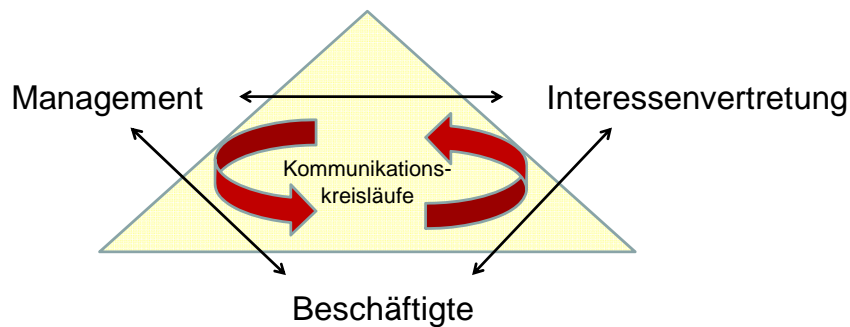 Management
Interessenvertretung
Kommunikations-
kreisläufe
Beschäftigte